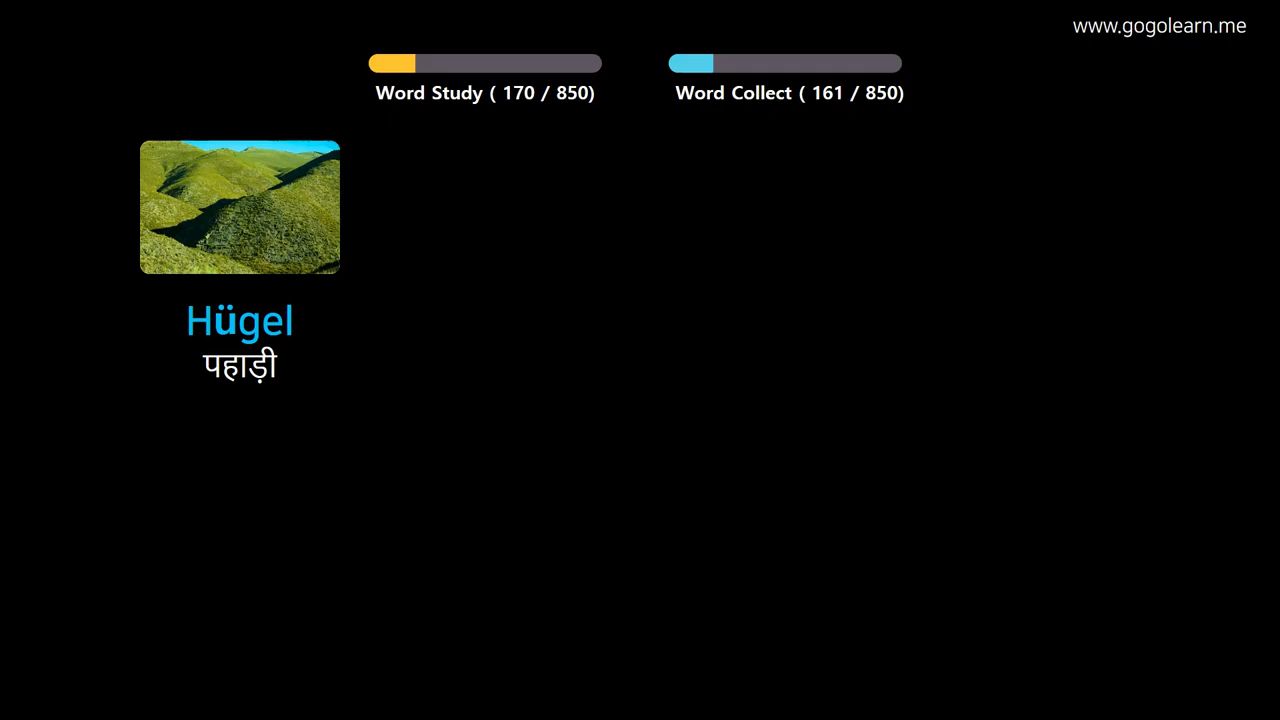 www.gogolearn.me
Word Study ( 170 / 850)
Word Collect ( 161 / 850)
Hügel
पहाड़ी